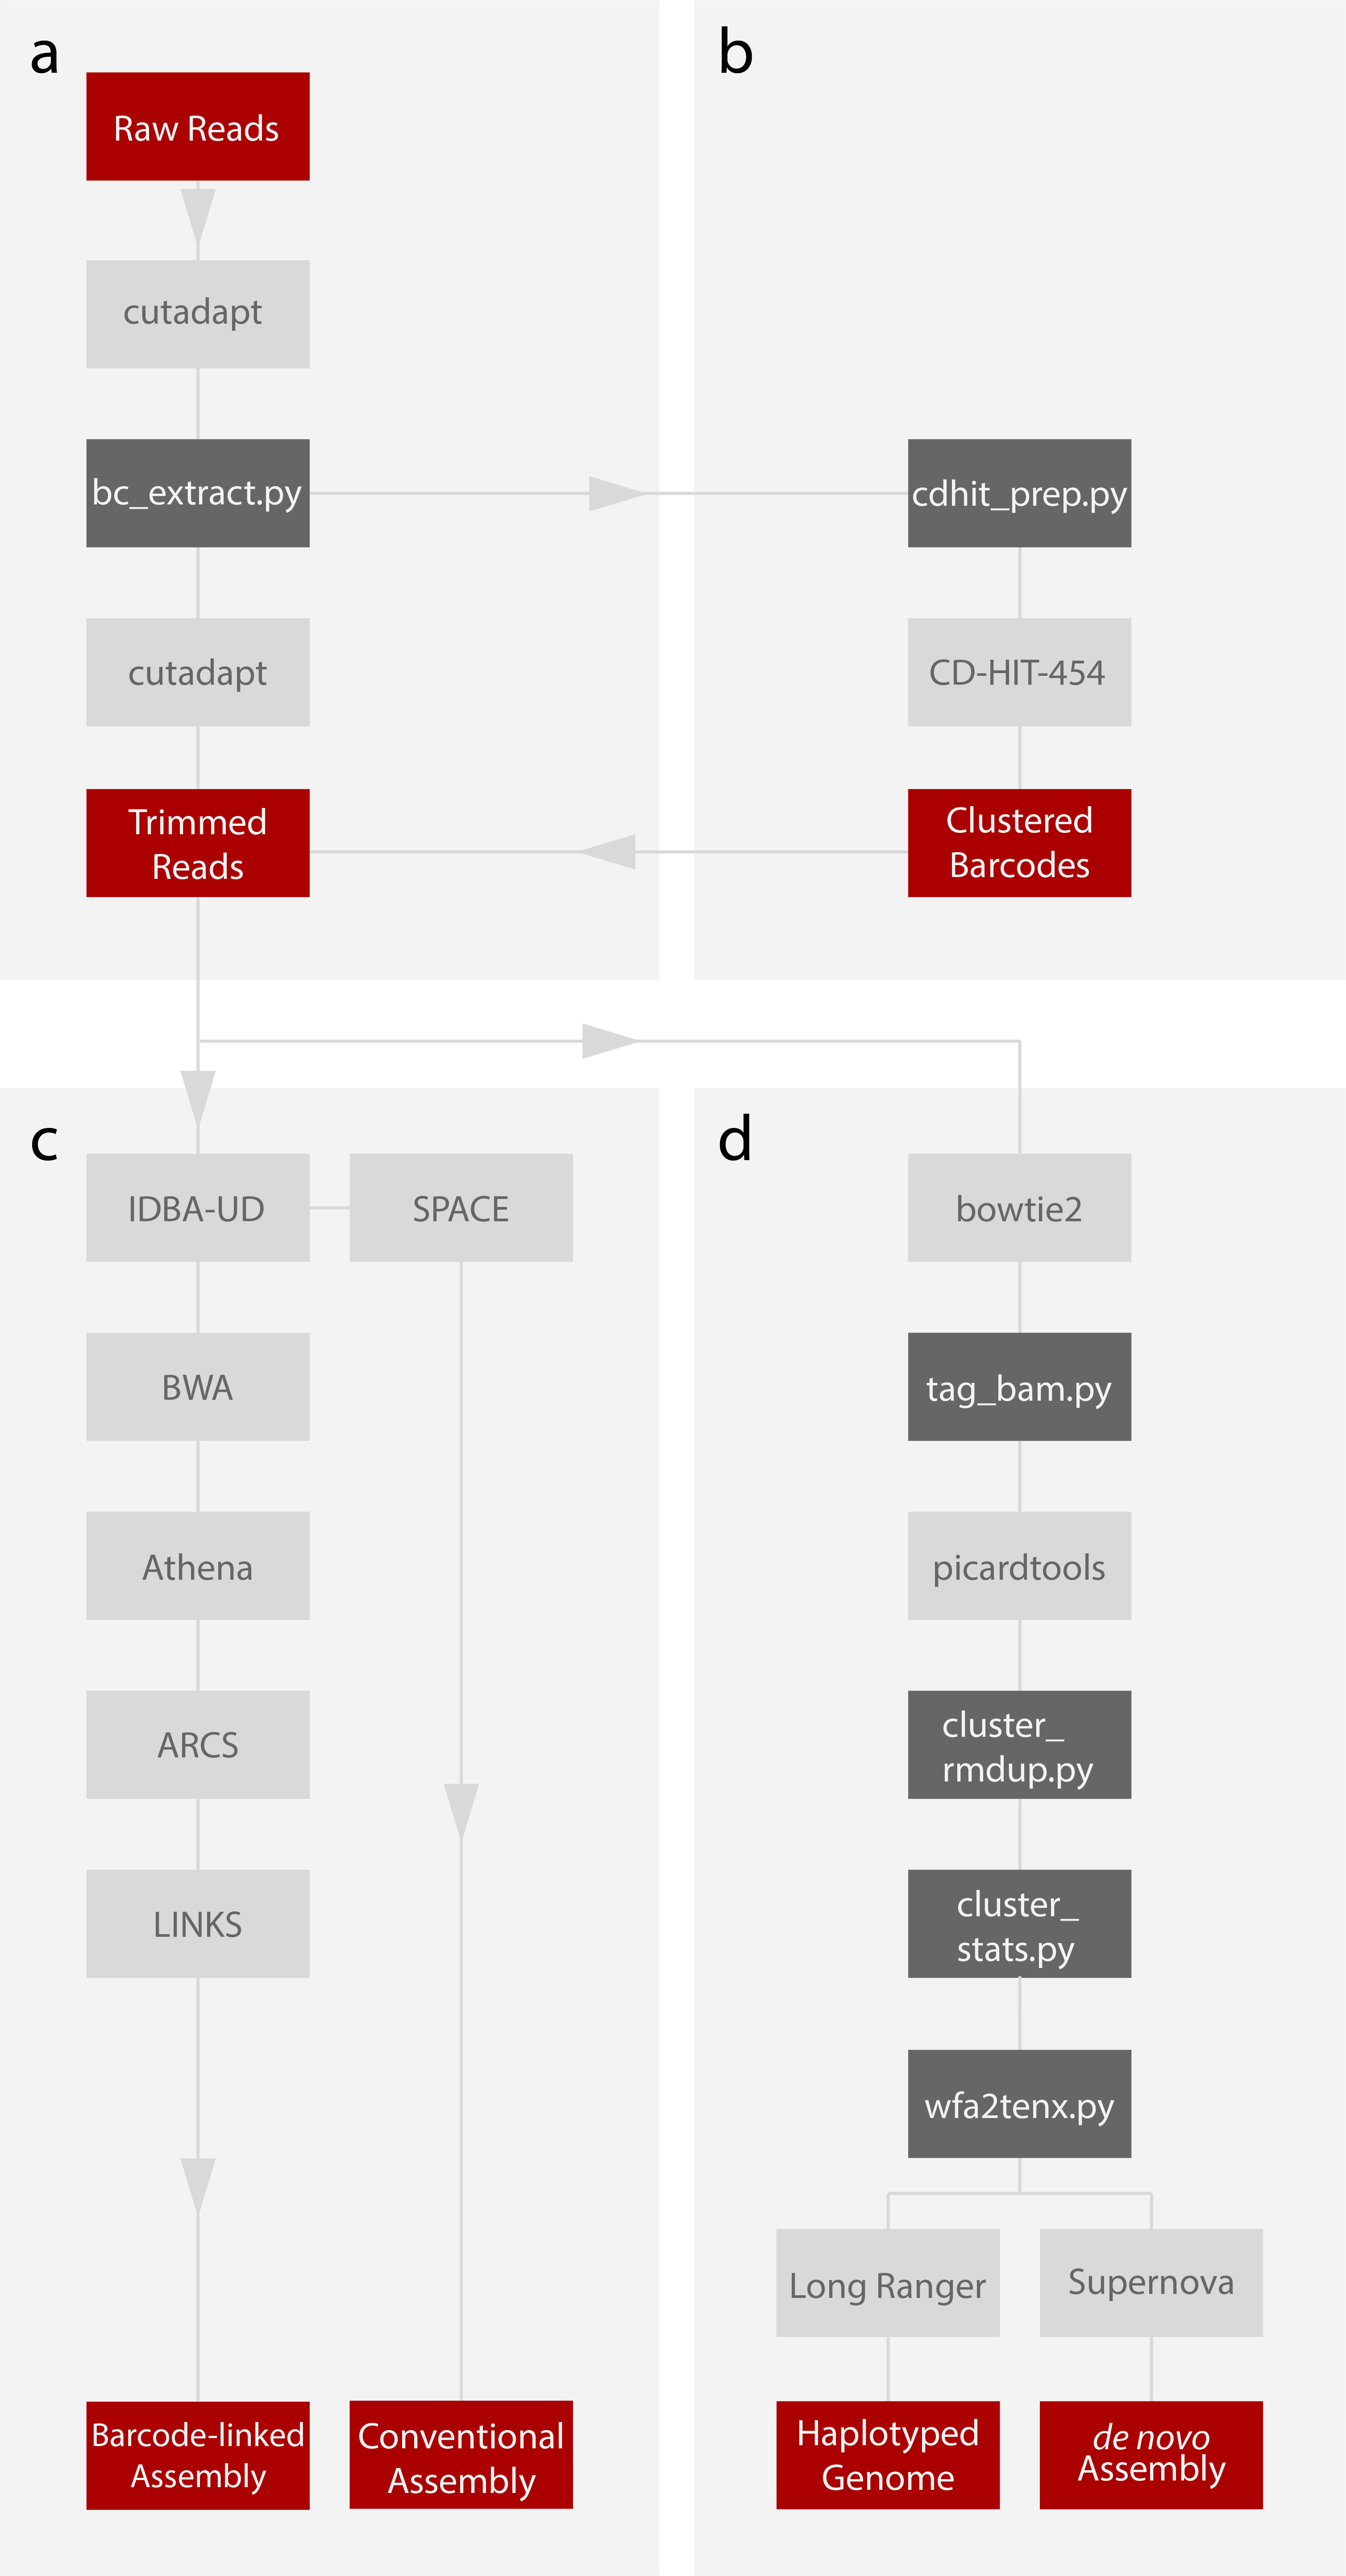 a
Raw Reads
cutadapt
bc_extract.py
cutadapt
Trimmed
Reads
b
cdhit_prep.py
CD-HIT-454
Clustered
Barcodes
c
IDBA-UD
SPACE
BWA
Athena
ARCS
LINKS
Barcode-linked
Assembly
Conventional
Assembly
d
bowtie2
tag_bam.py
picardtools
cluster_
rmdup.py
cluster_
stats.py
wfa2tenx.py
Long Ranger
Supernova
Haplotyped
Genome
de novo
Assembly